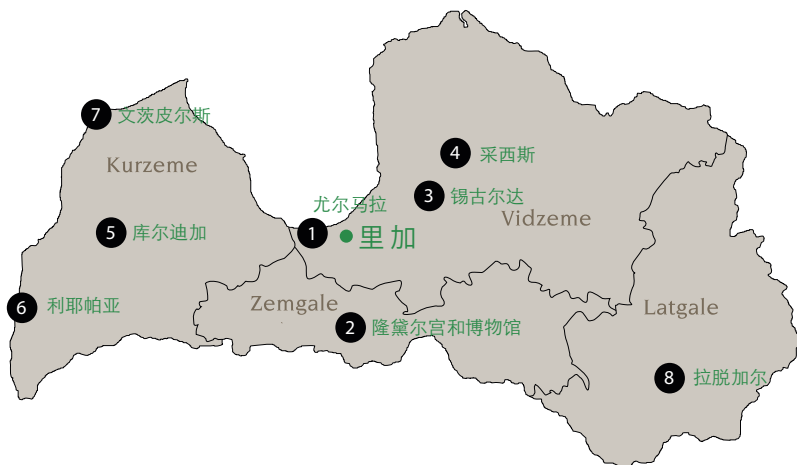 7 文茨皮尔斯
Kurzeme
4 采西斯
3 锡古尔达
尤尔马拉
Vidzeme
5 库尔迪加
1
里加
6 利耶帕亚
Zemgale
Latgale
2 隆黛尔宫和博物馆
8 拉脱加尔